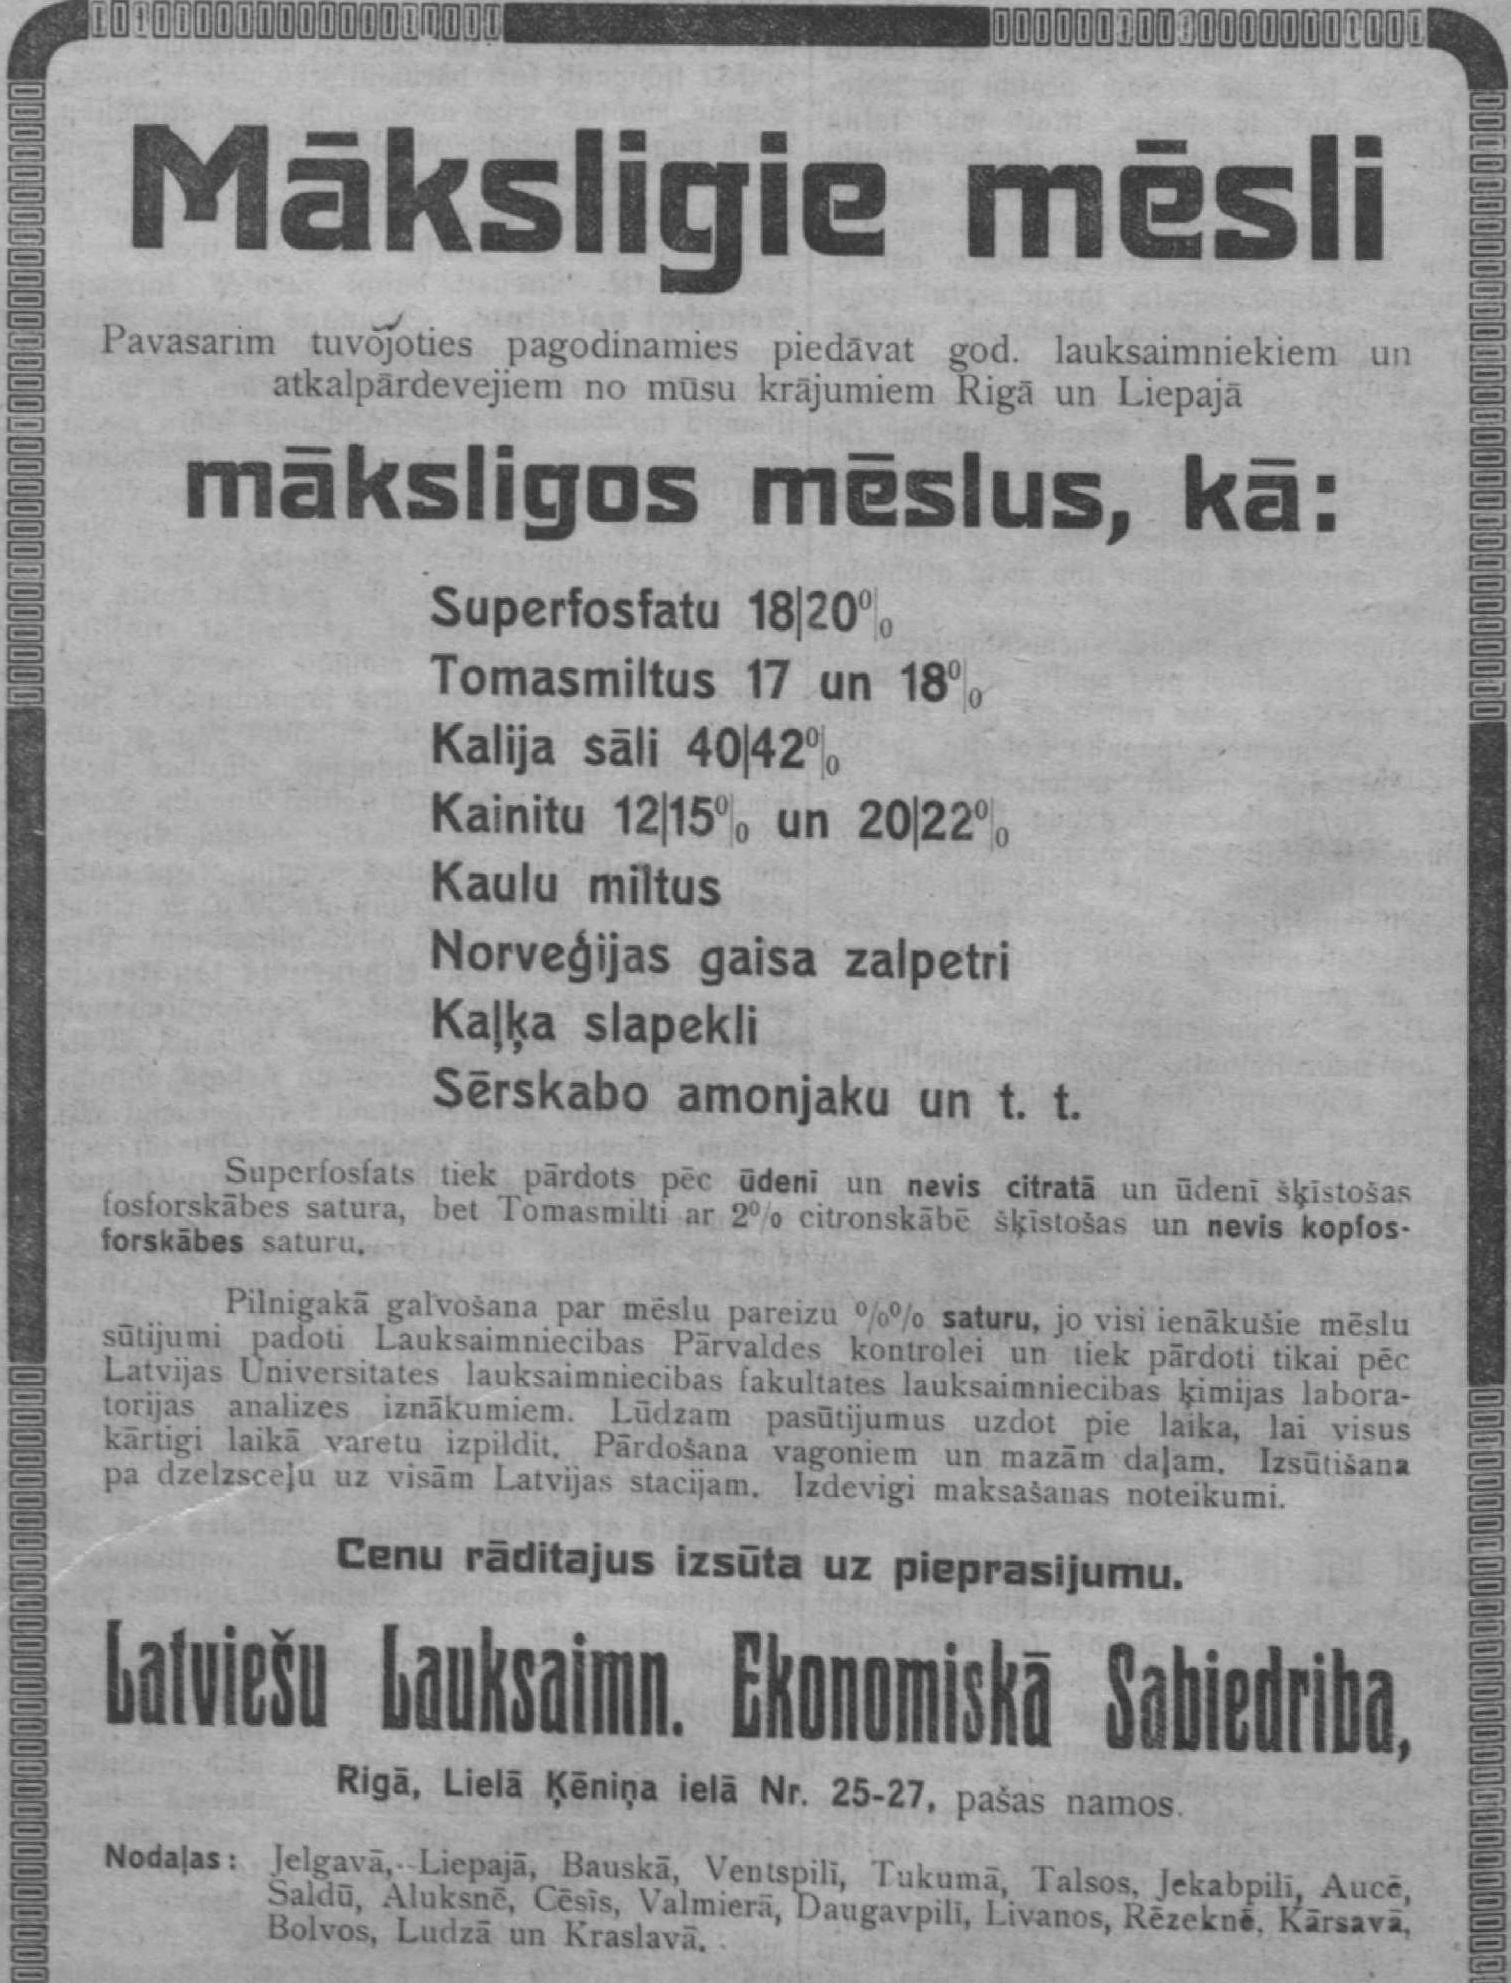 Māksligie mēsli
Pavasarim tuvojoties pagodinamies piedāvat god. lauksaimniekiem un
atkalpārdevejiem no mūsu krājumiem Rigā un Liepajā
māksligos mēslus, kā:
Superfosfatu 18|20%
Tomasmiltus 17 un 18%
Kalija sāli 40|42%
Kainitu 12|15% un 20|22%
Kaulu miltus
Norveģijas gaisa zalpetri
Kaļķa slapekli
Sērskabo amonjaku un t. t.
Superfosfats tiek pārdots pēc ūdenī un nevis citratā un ūdenī šķīstošas
fosforskābes satura, bet Tomasmilti ar 2% citronskābē šķīstošas un nevis kopfos-
forskābes saturu.
Pilnigakā galvošana par mēslu pareizu %% saturu, jo visi ienākušie mēslu
sūtijumi padoti Lauksaimniecibas Pārvaldes kontrolei un tiek pārdoti tikai pēc
Latvijas Universitates lauksaimniecibas fakultates lauksaimniecibas ķimijas labora-
torijas analizes iznākumiem. Lūdzam pasūtijumus uzdot pie laika, lai visus
kārtigi laikā varetu izpildit. Pārdošana vagoniem un mazām daļam. Izsūtišana
pa dzelzsceļu uz visām Latvijas stacijam. Izdevigi maksašanas noteikumi.
Cenu rāditajus izsūta uz pieprasijumu.
Latviešu Lauksaimn. Ekonomiskā Sabiedriba,
Rigā, Lielā Ķēniņa ielā Nr. 25-27, pašas namos.
Nodaļas: Jelgavā, Liepajā, Bauskā, Ventspilī, Tukumā, Talsos, Jekabpilī, Aucē,
Saldū, Aluksnē, Cēsīs, Valmierā, Daugavpilī, Livanos, Rēzeknē, Kārsavā,
Bolvos, Ludzā un Kraslavā.